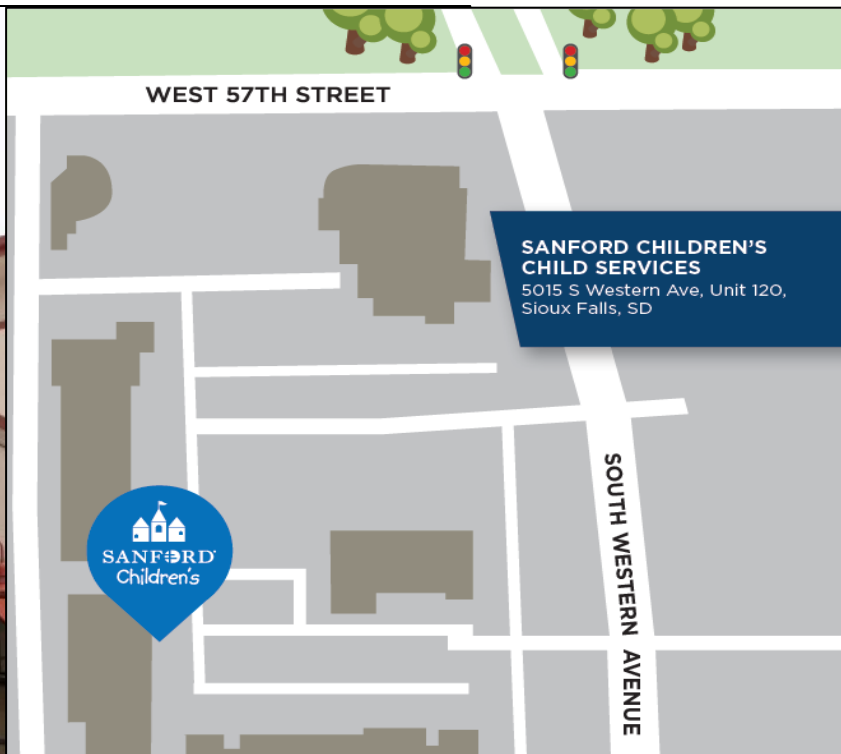 WEST 57TH STREET
SANFORD CHILDREN'S
CHILD SERVICES
5015 S Western Ave, Unit 120,
Sioux Falls, SD
SOUTH WESTERN AVENUE
SANFORD
Children's